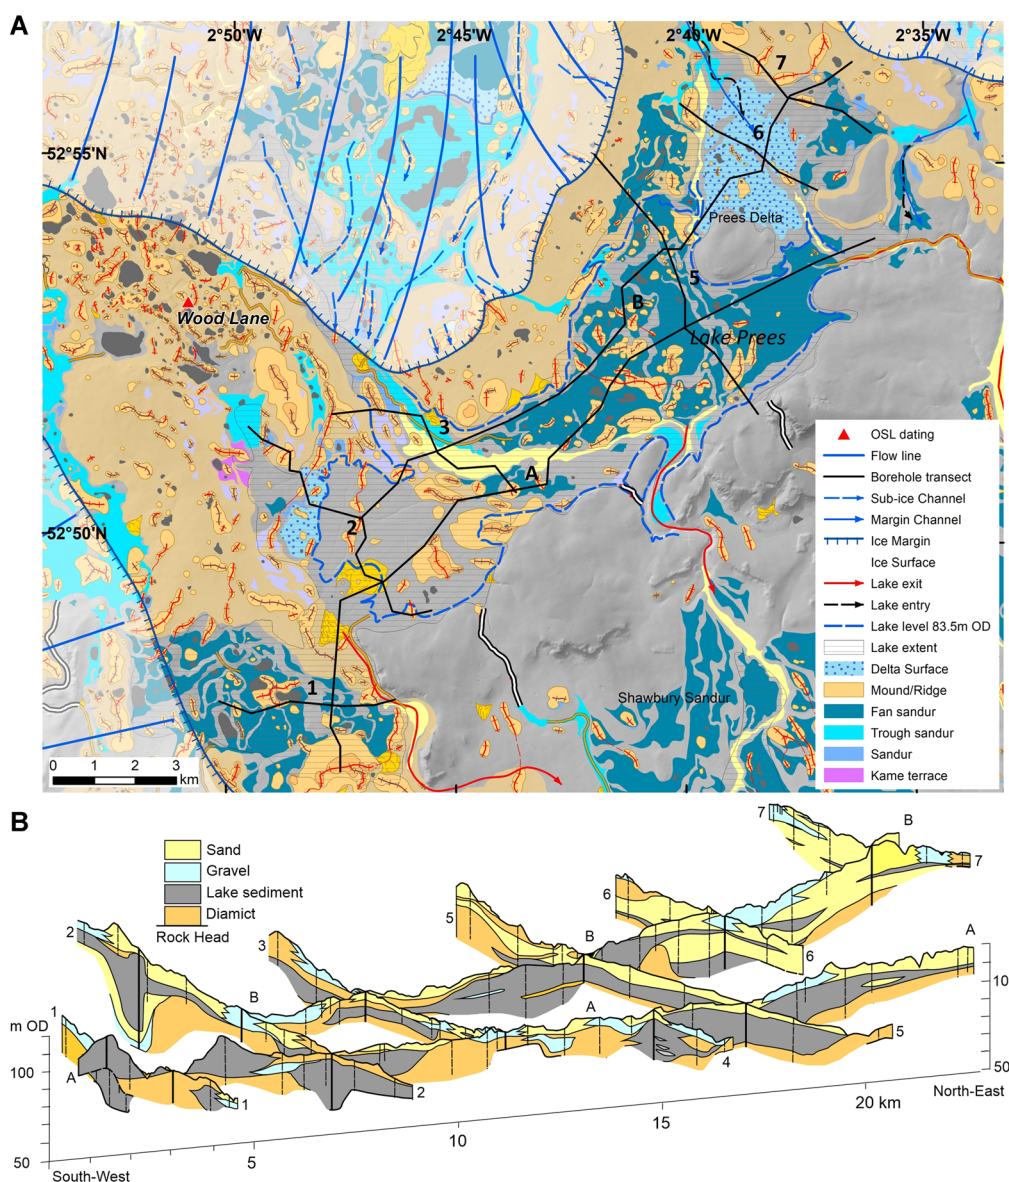 A
2°50'W
2°45'W
2°40'W
2°35'W
7
6
52°55'N
Prees Delta
5
B
Wood Lane
Lake Prees
3
A
52°50'N
2
1
Shawbury Sandur
0 1 2 3
km
OSL dating
Flow line
Borehole transect
Sub-ice Channel
Margin Channel
Ice Margin
Ice Surface
Lake exit
Lake entry
Lake level 83.5m OD
Lake extent
Delta Surface
Mound/Ridge
Fan sandur
Trough sandur
Sandur
Kame terrace
B
Sand
Gravel
Lake sediment
Diamict
Rock Head
7
B
7
6
5
6
2
3
B
A
B
1
A
10
m OD
5
4
100
A
2
1
50
North-East
20 km
15
10
5
50
South-West